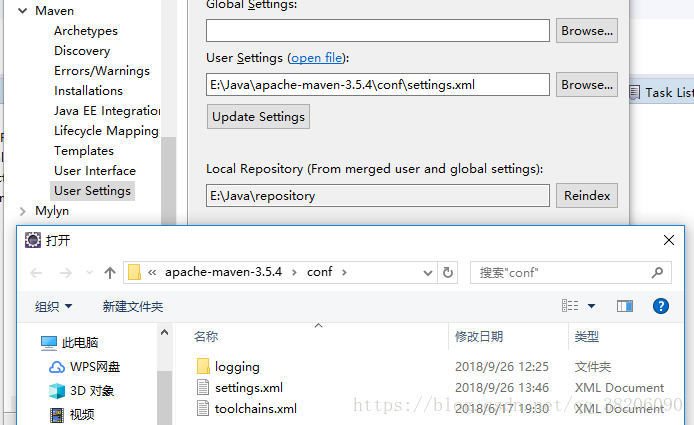 Maven
Archetypes
Discovery
Errors/Warnings
Installations
Java EE Integration
Lifecycle Mapping
Templates
User Interface
User Settings
Mylyn
Global Settings:
Browse...
User Settings (open file):
E:\Java\apache-maven-3.5.4\conf\settings.xml
Browse...
Update Settings
Local Repository (From merged user and global settings):
E:\Java\repository
Reindex
Task List
打开
« apache-maven-3.5.4 › conf ›
搜索"conf"
组织 新建文件夹
此电脑
WPS网盘
3D 对象
视频
名称 修改日期 类型
logging 2018/9/26 12:25 文件夹
settings.xml 2018/9/26 13:46 XML Document
toolchains.xml 2018/6/17 19:30 XML Document